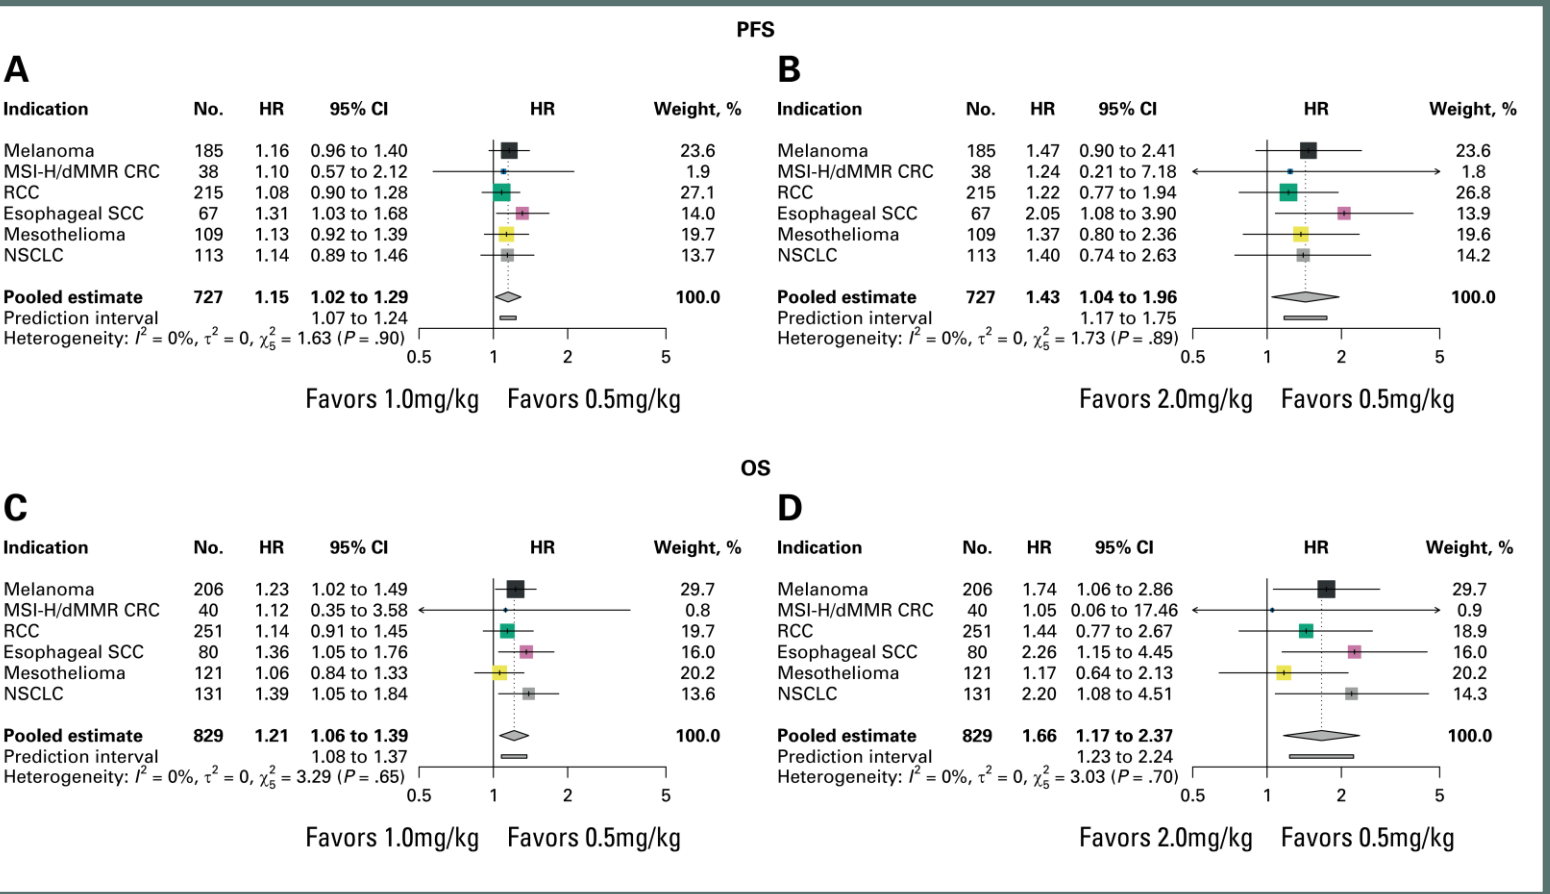 PFS
A
Indication No. HR 95% CI HR Weight, %
Melanoma 185 1.16 0.96 to 1.40 23.6
MSI-H/dMMR CRC 38 1.10 0.57 to 2.12 1.9
RCC 215 1.08 0.90 to 1.28 27.1
Esophageal SCC 67 1.31 1.03 to 1.68 14.0
Mesothelioma 109 1.13 0.92 to 1.39 19.7
NSCLC 113 1.14 0.89 to 1.46 13.7
Pooled estimate 727 1.15 1.02 to 1.29 100.0
Prediction interval 1.07 to 1.24
Heterogeneity: I² = 0%, τ² = 0, χ²₅ = 1.63 (P = .90)
0.5 1 2 5
Favors 1.0mg/kg Favors 0.5mg/kg
B
Indication No. HR 95% CI HR Weight, %
Melanoma 185 1.47 0.90 to 2.41 23.6
MSI-H/dMMR CRC 38 1.24 0.21 to 7.18 1.8
RCC 215 1.22 0.77 to 1.94 26.8
Esophageal SCC 67 2.05 1.08 to 3.90 13.9
Mesothelioma 109 1.37 0.80 to 2.36 19.6
NSCLC 113 1.40 0.74 to 2.63 14.2
Pooled estimate 727 1.43 1.04 to 1.96 100.0
Prediction interval 1.17 to 1.75
Heterogeneity: I² = 0%, τ² = 0, χ²₅ = 1.73 (P = .89)
0.5 1 2 5
Favors 2.0mg/kg Favors 0.5mg/kg
OS
C
Indication No. HR 95% CI HR Weight, %
Melanoma 206 1.23 1.02 to 1.49 29.7
MSI-H/dMMR CRC 40 1.12 0.35 to 3.58 0.8
RCC 251 1.14 0.91 to 1.45 19.7
Esophageal SCC 80 1.36 1.05 to 1.76 16.0
Mesothelioma 121 1.06 0.84 to 1.33 20.2
NSCLC 131 1.39 1.05 to 1.84 13.6
Pooled estimate 829 1.21 1.06 to 1.39 100.0
Prediction interval 1.08 to 1.37
Heterogeneity: I² = 0%, τ² = 0, χ²₅ = 3.29 (P = .65)
0.5 1 2 5
Favors 1.0mg/kg Favors 0.5mg/kg
D
Indication No. HR 95% CI HR Weight, %
Melanoma 206 1.74 1.06 to 2.86 29.7
MSI-H/dMMR CRC 40 1.05 0.06 to 17.46 0.9
RCC 251 1.44 0.77 to 2.67 18.9
Esophageal SCC 80 2.26 1.15 to 4.45 16.0
Mesothelioma 121 1.17 0.64 to 2.13 20.2
NSCLC 131 2.20 1.08 to 4.51 14.3
Pooled estimate 829 1.66 1.17 to 2.37 100.0
Prediction interval 1.23 to 2.24
Heterogeneity: I² = 0%, τ² = 0, χ²₅ = 3.03 (P = .70)
0.5 1 2 5
Favors 2.0mg/kg Favors 0.5mg/kg